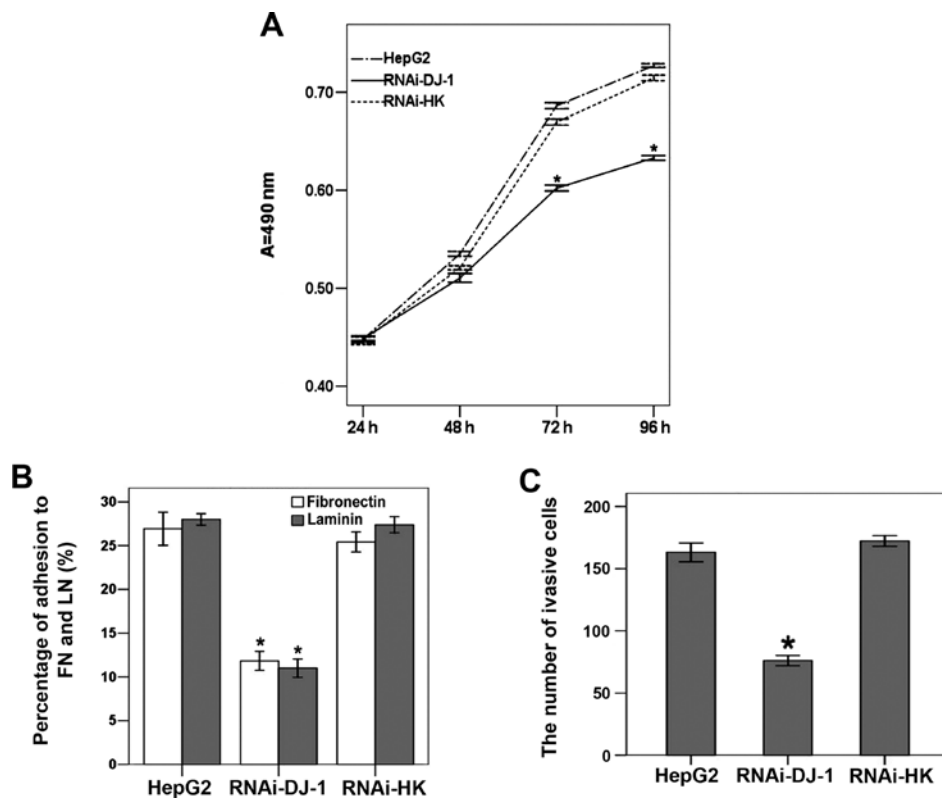 A
HepG2
RNAi-DJ-1
RNAi-HK
0.70
0.60
0.50
0.40
A=490 nm
*
*
24 h 48 h 72 h 96 h
B
Fibronectin
Laminin
30
25
20
15
10
5
0
Percentage of adhesion to
FN and LN (%)
* *
HepG2 RNAi-DJ-1 RNAi-HK
C
200
150
100
50
0
The number of ivasive cells
*
HepG2 RNAi-DJ-1 RNAi-HK